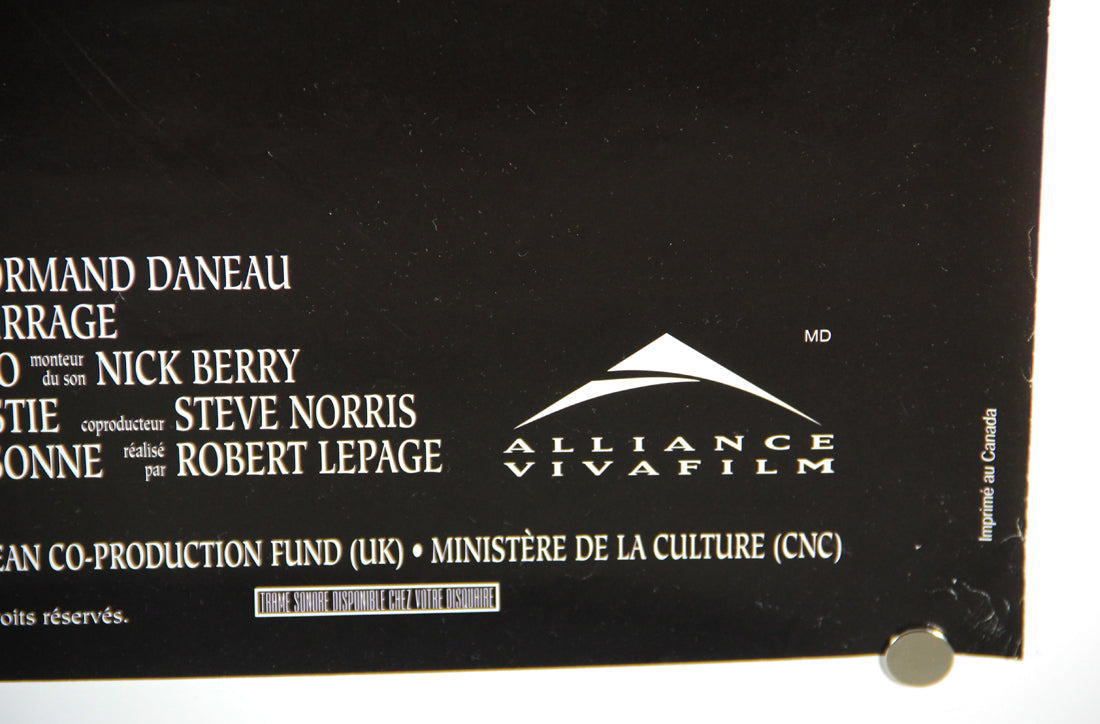 ORMAND DANEAU
RRAGE
O monteur du son NICK BERRY
STIE coproducteur STEVE NORRIS
SONNE réalisé par ROBERT LEPAGE
MD
ALLIANCE
VIVAFILM
Imprimé au Canada
EAN CO-PRODUCTION FUND (UK) • MINISTÈRE DE LA CULTURE (CNC)
TRAME SONORE DISPONIBLE CHEZ VOTRE DISQUAIRE
oits réservés.